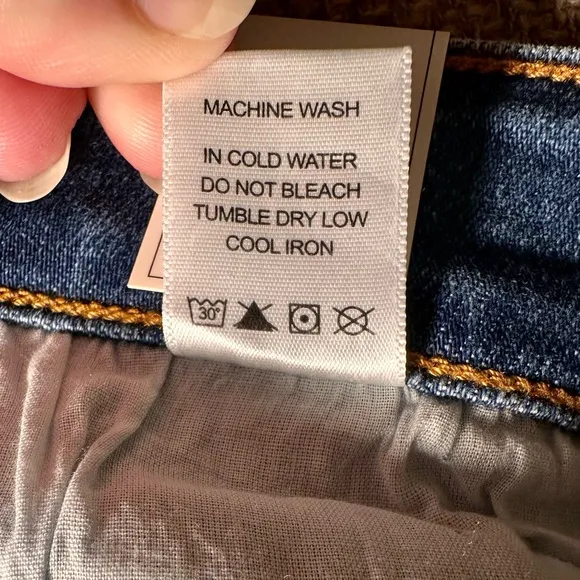 MACHINE WASH
IN COLD WATER
DO NOT BLEACH
TUMBLE DRY LOW
COOL IRON
30°